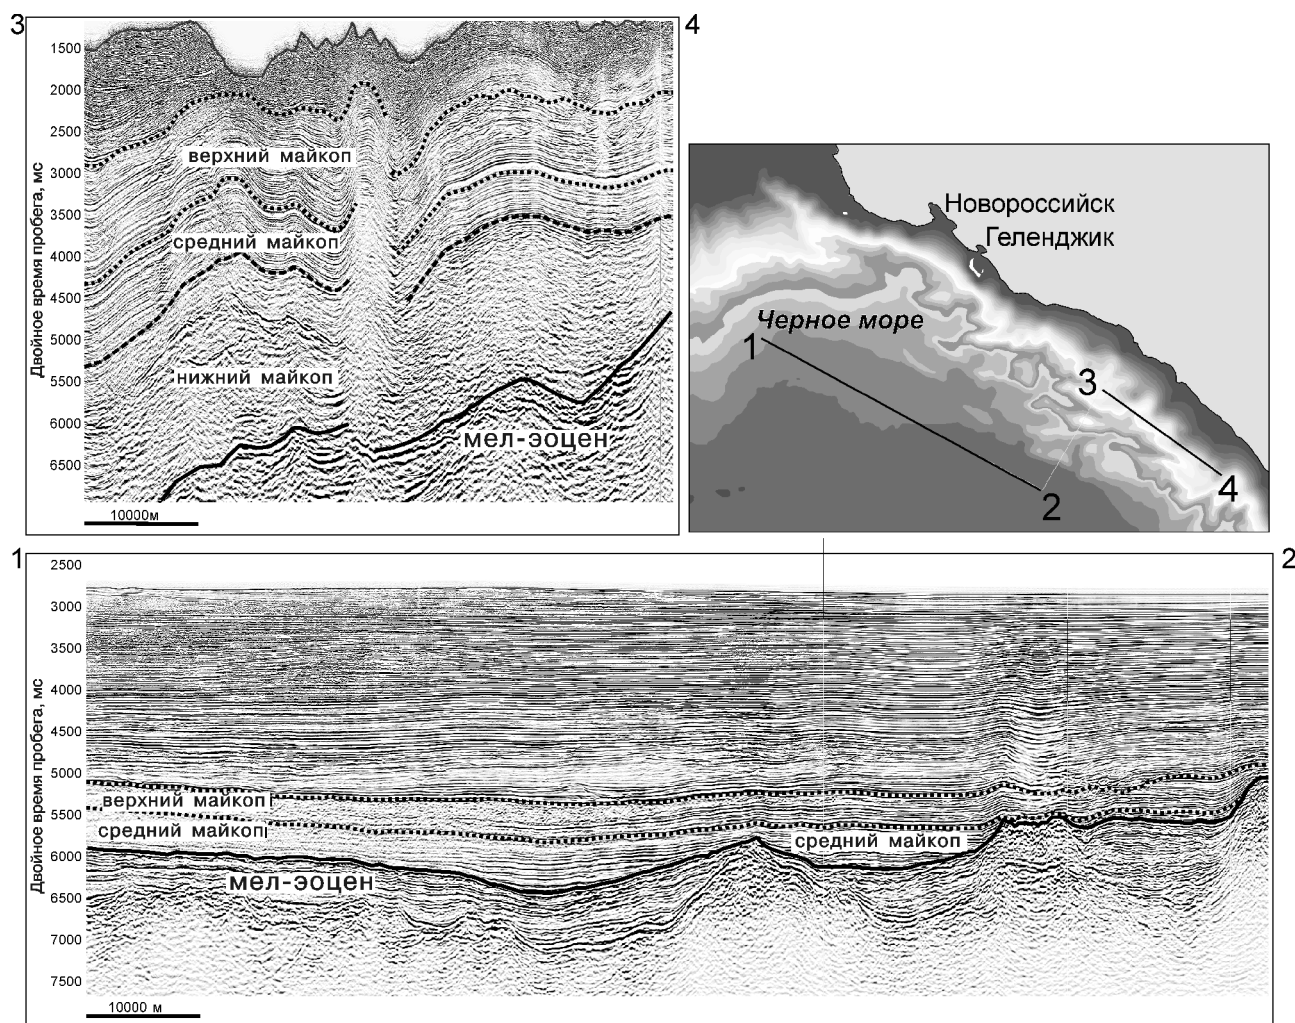 3
4
Двойное время пробега, мс
1500
2000
2500
3000
3500
4000
4500
5000
5500
6000
6500
верхний майкоп
средний майкоп
нижний майкоп
мел-эоцен
10000м
Новороссийск
Геленджик
Черное море
1
2
3
4
1
2
Двойное время пробега, мс
2500
3000
3500
4000
4500
5000
5500
6000
6500
7000
7500
верхний майкоп
средний майкоп
средний майкоп
мел-эоцен
10000 м